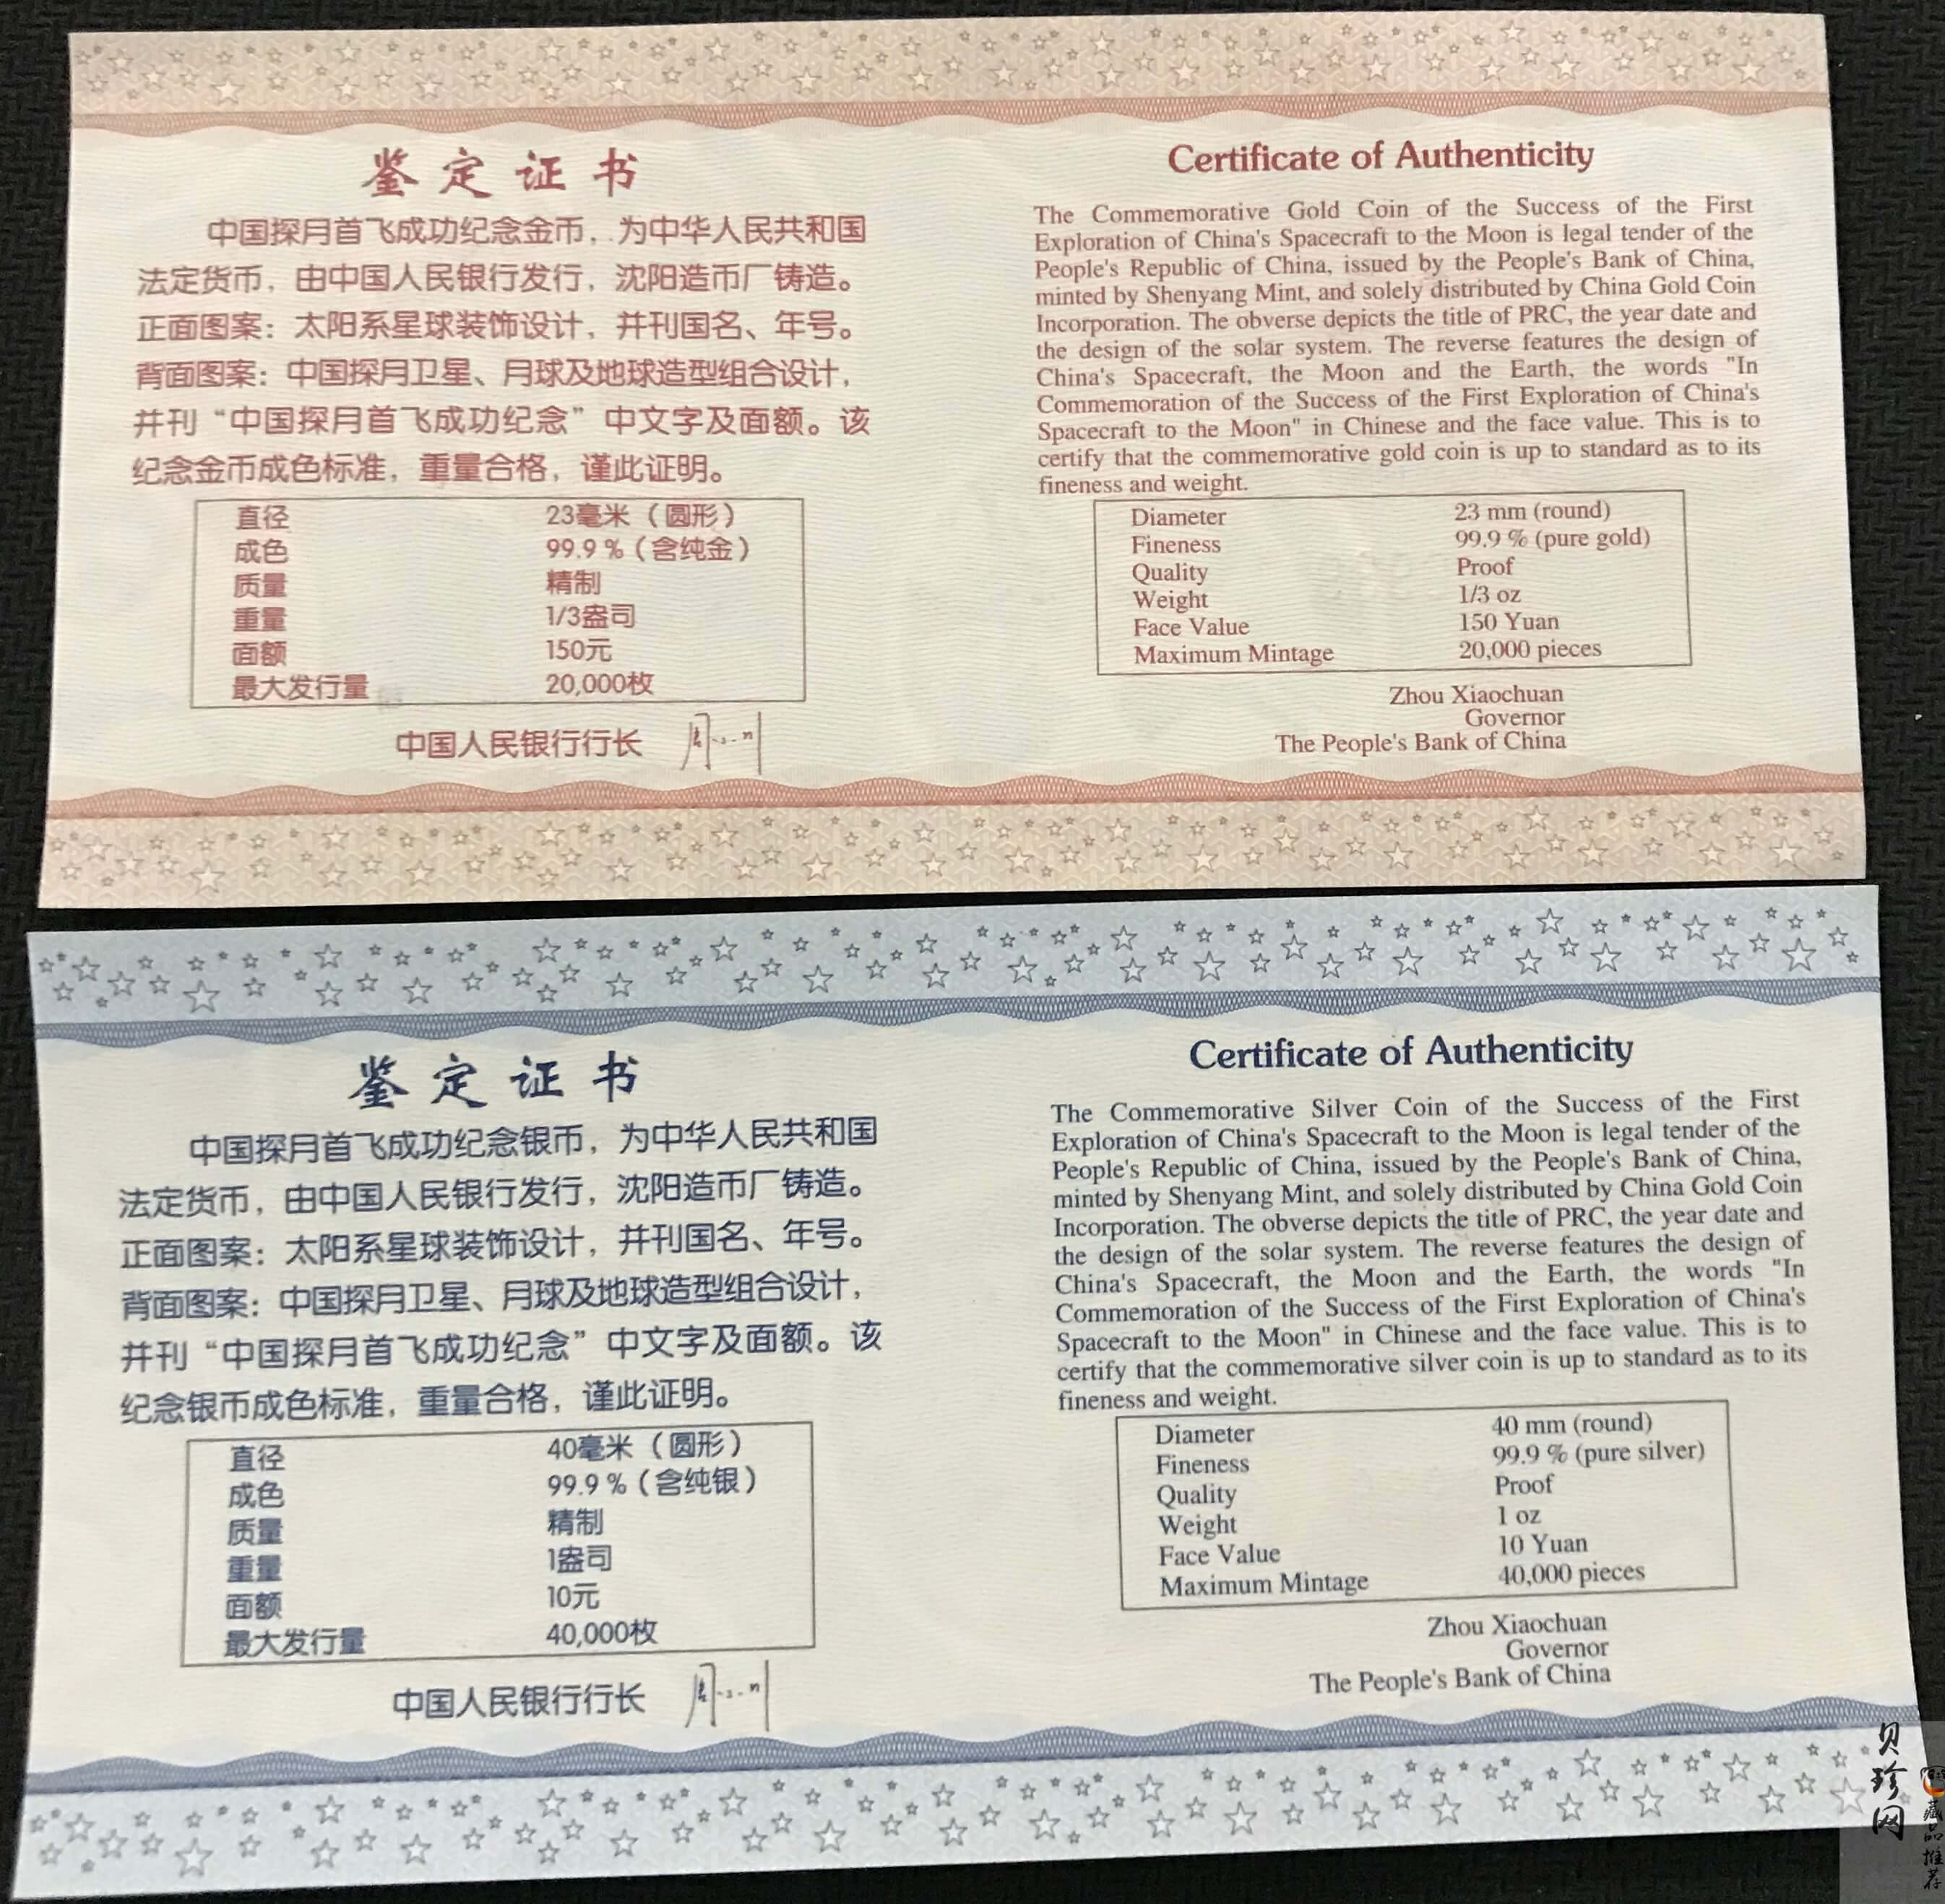 鉴定证书
中国探月首飞成功纪念金币，为中华人民共和国
法定货币，由中国人民银行发行，沈阳造币厂铸造。
正面图案：太阳系星球装饰设计，并刊国名、年号。
背面图案：中国探月卫星、月球及地球造型组合设计，
并刊“中国探月首飞成功纪念”中文字及面额。该
纪念金币成色标准，重量合格，谨此证明。
直径 23毫米（圆形）
成色 99.9％（含纯金）
质量 精制
重量 1/3盎司
面额 150元
最大发行量 20,000枚
中国人民银行行长
Certificate of Authenticity
The Commemorative Gold Coin of the Success of the First
Exploration of China's Spacecraft to the Moon is legal tender of the
People's Republic of China, issued by the People's Bank of China,
minted by Shenyang Mint, and solely distributed by China Gold Coin
Incorporation. The obverse depicts the title of PRC, the year date and
the design of the solar system. The reverse features the design of
China's Spacecraft, the Moon and the Earth, the words "In
Commemoration of the Success of the First Exploration of China's
Spacecraft to the Moon" in Chinese and the face value. This is to
certify that the commemorative gold coin is up to standard as to its
fineness and weight.
Diameter 23 mm (round)
Fineness 99.9 % (pure gold)
Quality Proof
Weight 1/3 oz
Face Value 150 Yuan
Maximum Mintage 20,000 pieces
Zhou Xiaochuan
Governor
The People's Bank of China
鉴定证书
中国探月首飞成功纪念银币，为中华人民共和国
法定货币，由中国人民银行发行，沈阳造币厂铸造。
正面图案：太阳系星球装饰设计，并刊国名、年号。
背面图案：中国探月卫星、月球及地球造型组合设计，
并刊“中国探月首飞成功纪念”中文字及面额。该
纪念银币成色标准，重量合格，谨此证明。
直径 40毫米（圆形）
成色 99.9％（含纯银）
质量 精制
重量 1盎司
面额 10元
最大发行量 40,000枚
中国人民银行行长
Certificate of Authenticity
The Commemorative Silver Coin of the Success of the First
Exploration of China's Spacecraft to the Moon is legal tender of the
People's Republic of China, issued by the People's Bank of China,
minted by Shenyang Mint, and solely distributed by China Gold Coin
Incorporation. The obverse depicts the title of PRC, the year date and
the design of the solar system. The reverse features the design of
China's Spacecraft, the Moon and the Earth, the words "In
Commemoration of the Success of the First Exploration of China's
Spacecraft to the Moon" in Chinese and the face value. This is to
certify that the commemorative silver coin is up to standard as to its
fineness and weight.
Diameter 40 mm (round)
Fineness 99.9 % (pure silver)
Quality Proof
Weight 1 oz
Face Value 10 Yuan
Maximum Mintage 40,000 pieces
Zhou Xiaochuan
Governor
The People's Bank of China
贝珍网
藏品推荐